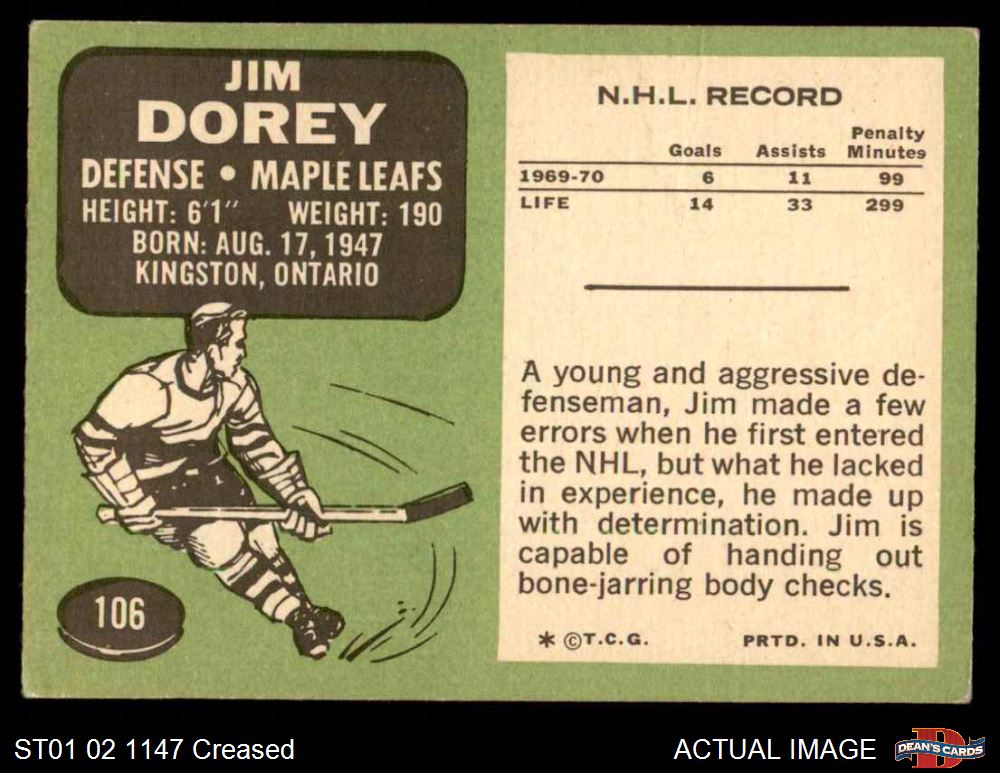 JIM
DOREY
DEFENSE • MAPLE LEAFS
HEIGHT: 6'1" WEIGHT: 190
BORN: AUG. 17, 1947
KINGSTON, ONTARIO
106
N.H.L. RECORD
Goals Assists Penalty Minutes
1969-70 6 11 99
LIFE 14 33 299
A young and aggressive de-
fenseman, Jim made a few
errors when he first entered
the NHL, but what he lacked
in experience, he made up
with determination. Jim is
capable of handing out
bone-jarring body checks.
* ©T.C.G. PRTD. IN U.S.A.
ST01 02 1147 Creased
ACTUAL IMAGE
DEAN'S CARDS